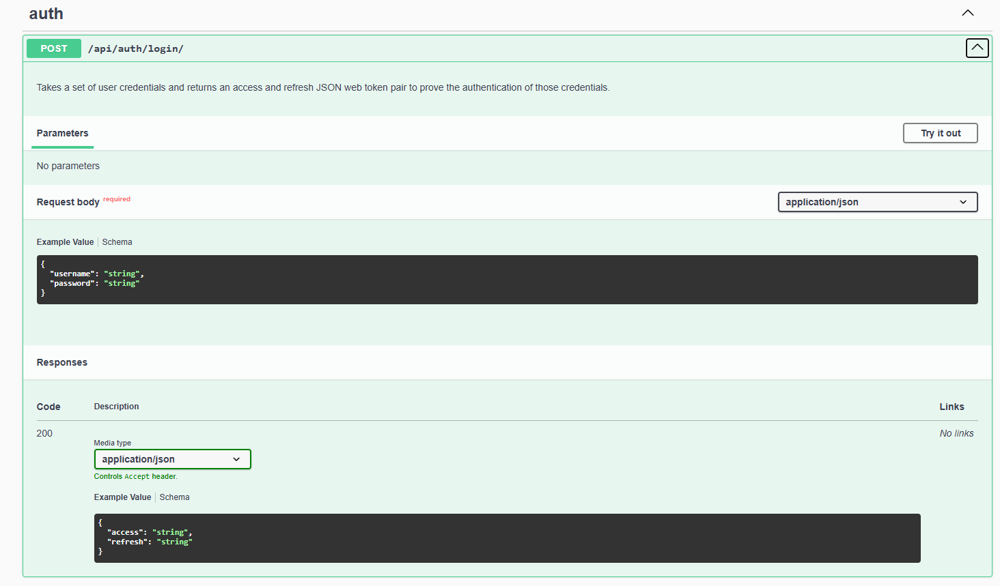 auth
POST /api/auth/login/
Takes a set of user credentials and returns an access and refresh JSON web token pair to prove the authentication of those credentials.
Parameters Try it out
No parameters
Request body required application/json
Example Value Schema
{
"username": "string",
"password": "string"
}
Responses
Code Description Links
200 No links
Media type
application/json
Controls Accept header.
Example Value Schema
{
"access": "string",
"refresh": "string"
}